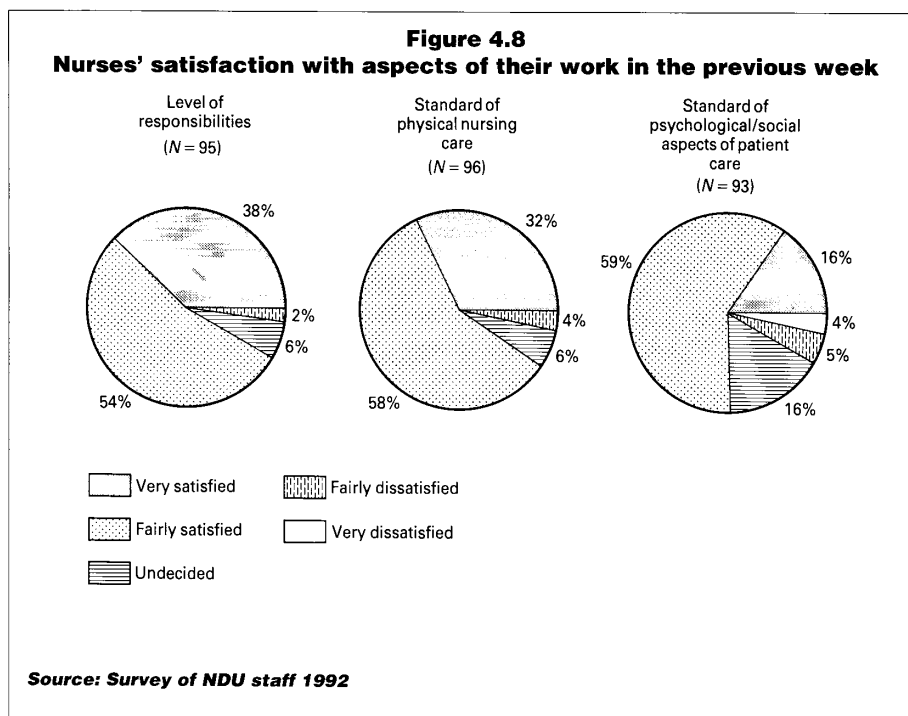 Figure 4.8
Nurses' satisfaction with aspects of their work in the previous week
Level of
responsibilities
(N = 95)
38%
2%
6%
54%
Standard of
physical nursing
care
(N = 96)
32%
4%
6%
58%
Standard of
psychological/social
aspects of patient
care
(N = 93)
59%
16%
4%
5%
16%
Very satisfied
Fairly satisfied
Undecided
Fairly dissatisfied
Very dissatisfied
Source: Survey of NDU staff 1992